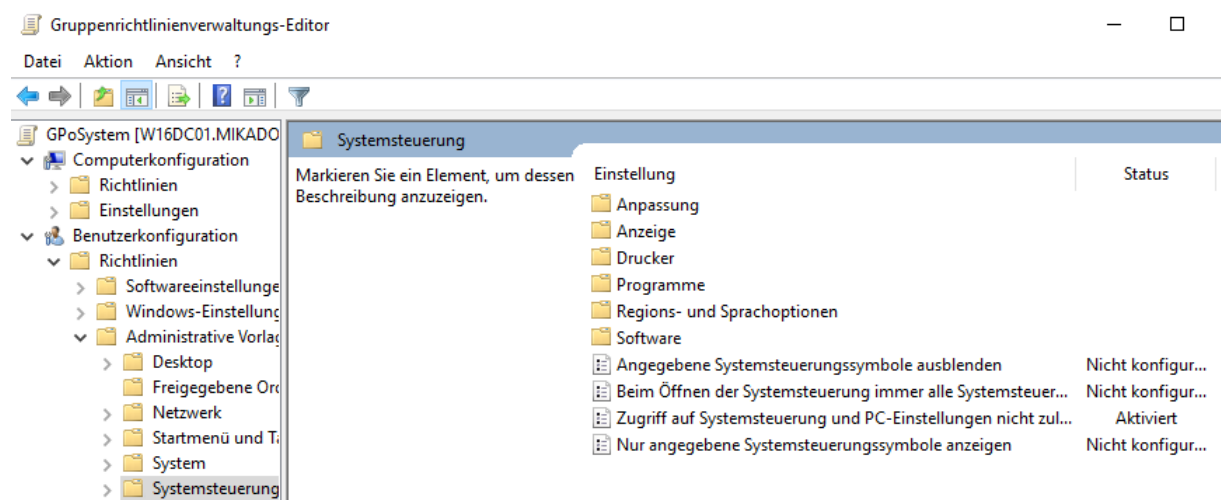 Gruppenrichtlinienverwaltungs-Editor
Datei Aktion Ansicht ?
GPoSystem [W16DC01.MIKADO
Computerkonfiguration
Richtlinien
Einstellungen
Benutzerkonfiguration
Richtlinien
Softwareeinstellunge
Windows-Einstellung
Administrative Vorlag
Desktop
Freigegebene Ord
Netzwerk
Startmenü und Ta
System
Systemsteuerung
Systemsteuerung
Markieren Sie ein Element, um dessen
Beschreibung anzuzeigen.
Einstellung Status
Anpassung
Anzeige
Drucker
Programme
Regions- und Sprachoptionen
Software
Angegebene Systemsteuerungssymbole ausblenden Nicht konfigur...
Beim Öffnen der Systemsteuerung immer alle Systemsteuer... Nicht konfigur...
Zugriff auf Systemsteuerung und PC-Einstellungen nicht zul... Aktiviert
Nur angegebene Systemsteuerungssymbole anzeigen Nicht konfigur...